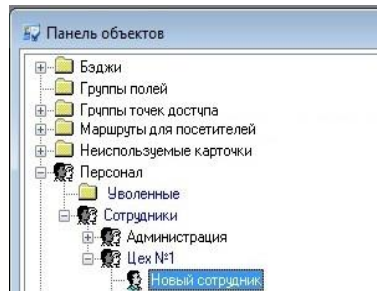 Панель объектов
Бэджи
Группы полей
Группы точек доступа
Маршруты для посетителей
Неиспользуемые карточки
Персонал
Уволенные
Сотрудники
Администрация
Цех №1
Новый сотрудник